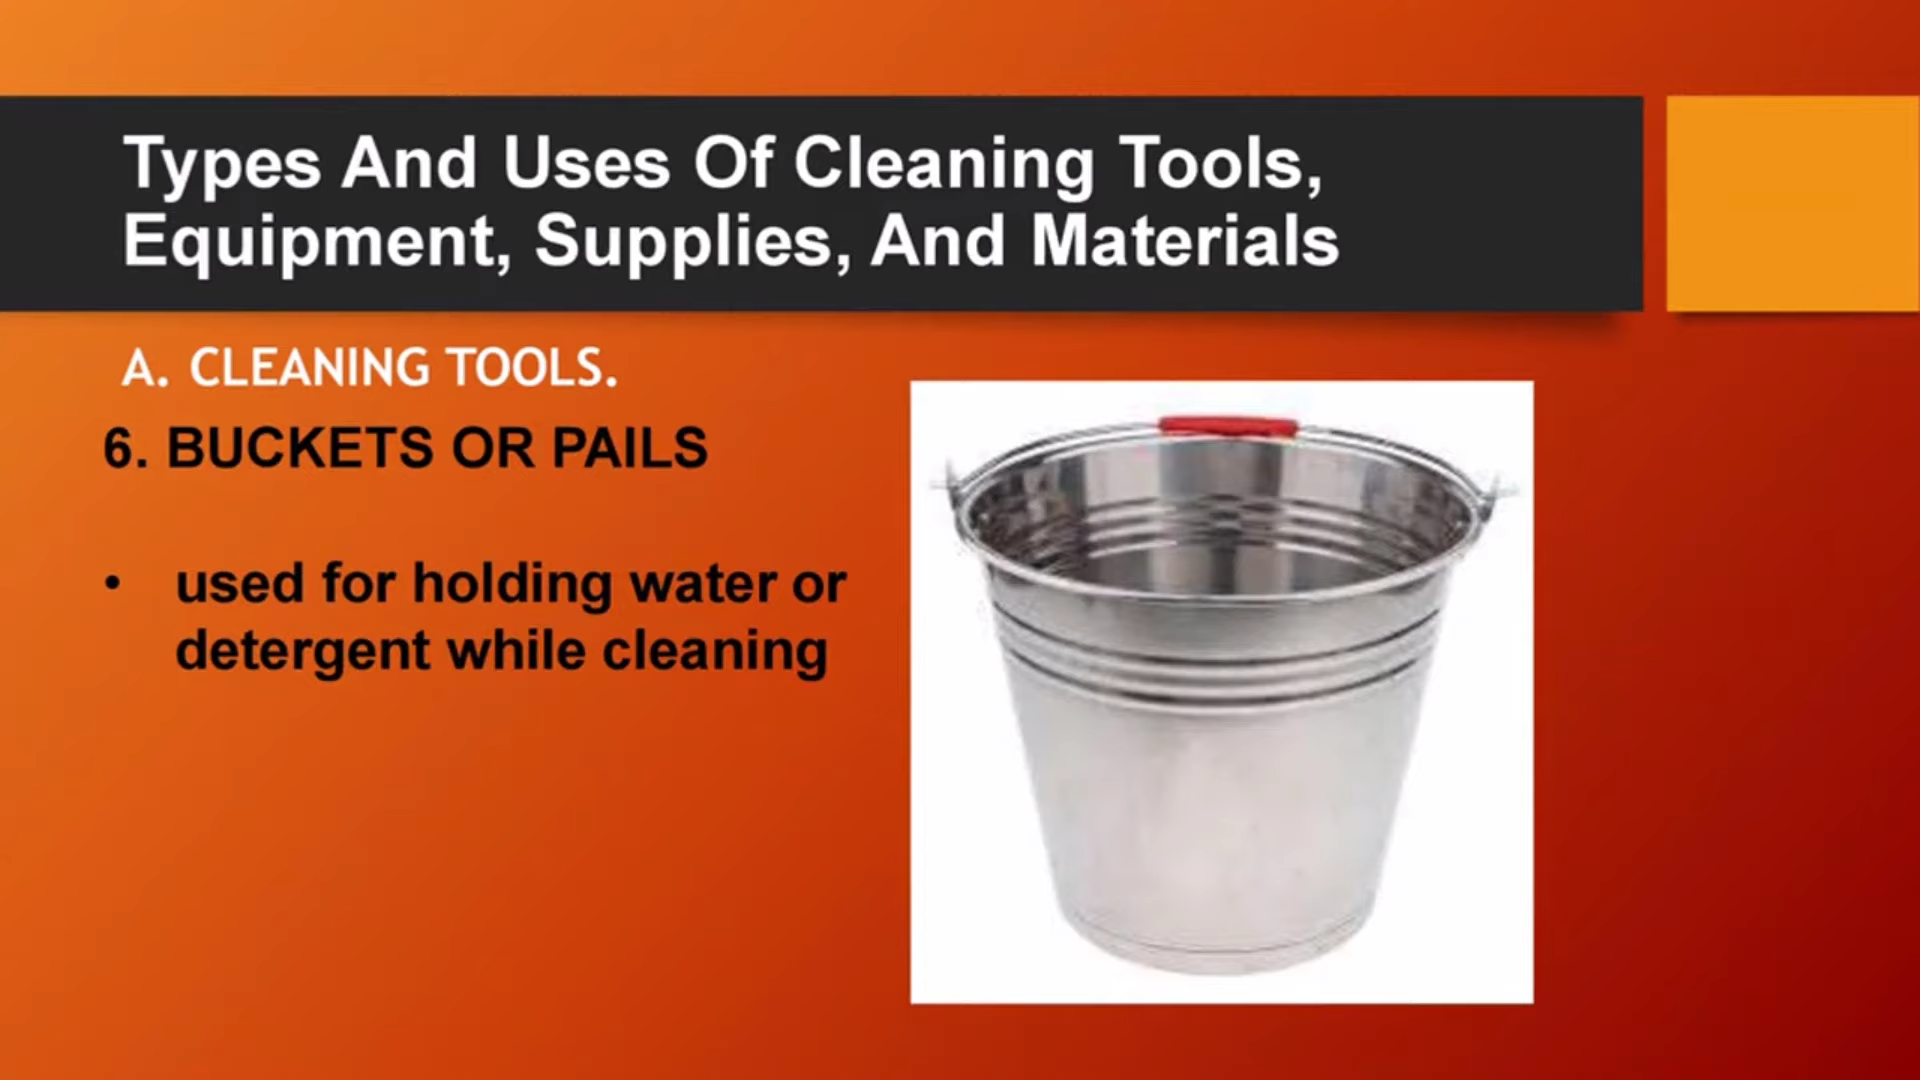 Types And Uses Of Cleaning Tools,
Equipment, Supplies, And Materials
A. CLEANING TOOLS.
6. BUCKETS OR PAILS
• used for holding water or
detergent while cleaning